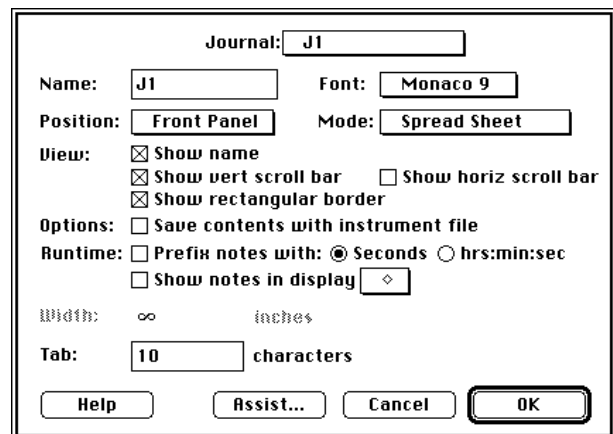 Journal: J1
Name: J1 Font: Monaco 9
Position: Front Panel Mode: Spread Sheet
View: Show name
Show vert scroll bar Show horiz scroll bar
Show rectangular border
Options: Save contents with instrument file
Runtime: Prefix notes with: Seconds hrs:min:sec
Show notes in display
Width: ∞ inches
Tab: 10 characters
Help Assist... Cancel OK